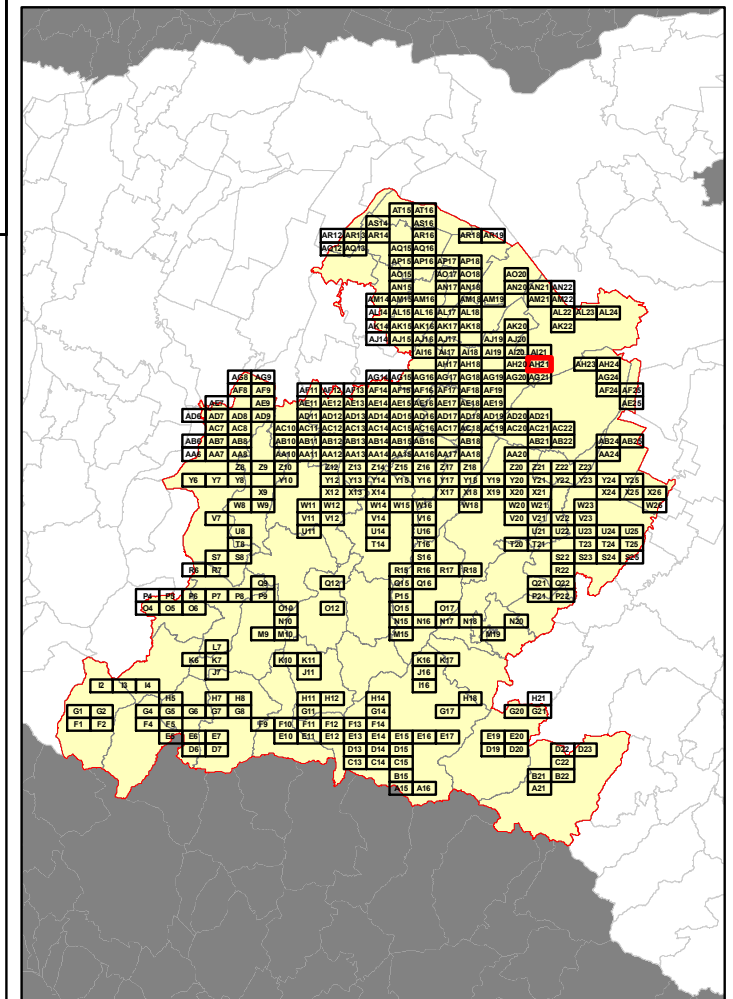 AT15 AT16
AS14 AS16
AR12 AR13 AR14 AR16 AR18 AR19
AQ12 AQ13 AQ15 AQ16
AP15 AP16 AP17 AP18
AO15 AO17 AO18 AO20
AN15 AN17 AN18 AN20 AN21 AN22
AM14 AM15 AM16 AM18 AM19 AM21 AM22
AL14 AL15 AL16 AL17 AL18 AL22 AL23 AL24
AK14 AK15 AK16 AK17 AK18 AK20 AK22
AJ14 AJ15 AJ16 AJ17 AJ19 AJ20
AI16 AI17 AI18 AI19 AI20 AI21
AH17 AH18 AH20 AH21 AH23 AH24
AG8 AG9 AG14 AG15 AG16 AG17 AG18 AG19 AG20 AG21 AG24
AF8 AF9 AF11 AF12 AF13 AF14 AF15 AF16 AF17 AF18 AF24 AF25
AE7 AE9 AE11 AE12 AE13 AE14 AE15 AE16 AE17 AE18 AE19 AE25
AD6 AD7 AD8 AD9 AD11 AD12 AD13 AD14 AD15 AD16 AD17 AD18 AD19 AD20 AD21
AC7 AC8 AC10 AC11 AC12 AC13 AC14 AC15 AC16 AC17 AC18 AC19 AC20 AC21 AC22
AB6 AB7 AB8 AB10 AB11 AB12 AB13 AB14 AB15 AB16 AB18 AB21 AB22 AB24 AB25
AA6 AA7 AA8 AA10 AA11 AA12 AA13 AA14 AA15 AA16 AA17 AA18 AA20 AA24
Z8 Z9 Z10 Z12 Z13 Z14 Z15 Z16 Z17 Z18 Z20 Z21 Z22 Z23
Y6 Y7 Y8 Y10 Y12 Y13 Y14 Y15 Y16 Y17 Y18 Y19 Y20 Y21 Y22 Y23 Y24 Y25
X9 X12 X13 X14 X17 X18 X19 X20 X21 X24 X25 X26
W8 W9 W11 W12 W14 W15 W16 W18 W20 W21 W23 W26
V7 V11 V12 V14 V16 V20 V21 V22 V23
U8 U11 U14 U16 U21 U22 U23 U24 U25
T8 T14 T16 T20 T21 T23 T24 T25
S7 S8 S16 S22 S23 S24 S25
R6 R7 R15 R16 R17 R18 R22
Q9 Q12 Q15 Q16 Q21 Q22
P4 P5 P6 P7 P8 P9 P15 P21 P22
O4 O5 O6 O10 O12 O15 O17
N10 N15 N16 N17 N18 N20
M9 M10 M15 M19
L7
K6 K7 K10 K11 K16 K17
J7 J11 J16
I2 I3 I4 I16
H5 H7 H8 H11 H12 H14 H18 H21
G1 G2 G4 G5 G6 G7 G8 G11 G14 G17 G20 G21
F1 F2 F4 F5 F9 F10 F11 F12 F13 F14
E5 E6 E7 E10 E11 E12 E13 E14 E15 E16 E17 E19 E20
D6 D7 D13 D14 D15 D19 D20 D22 D23
C13 C14 C15 C22
B15 B21 B22
A15 A16 A21